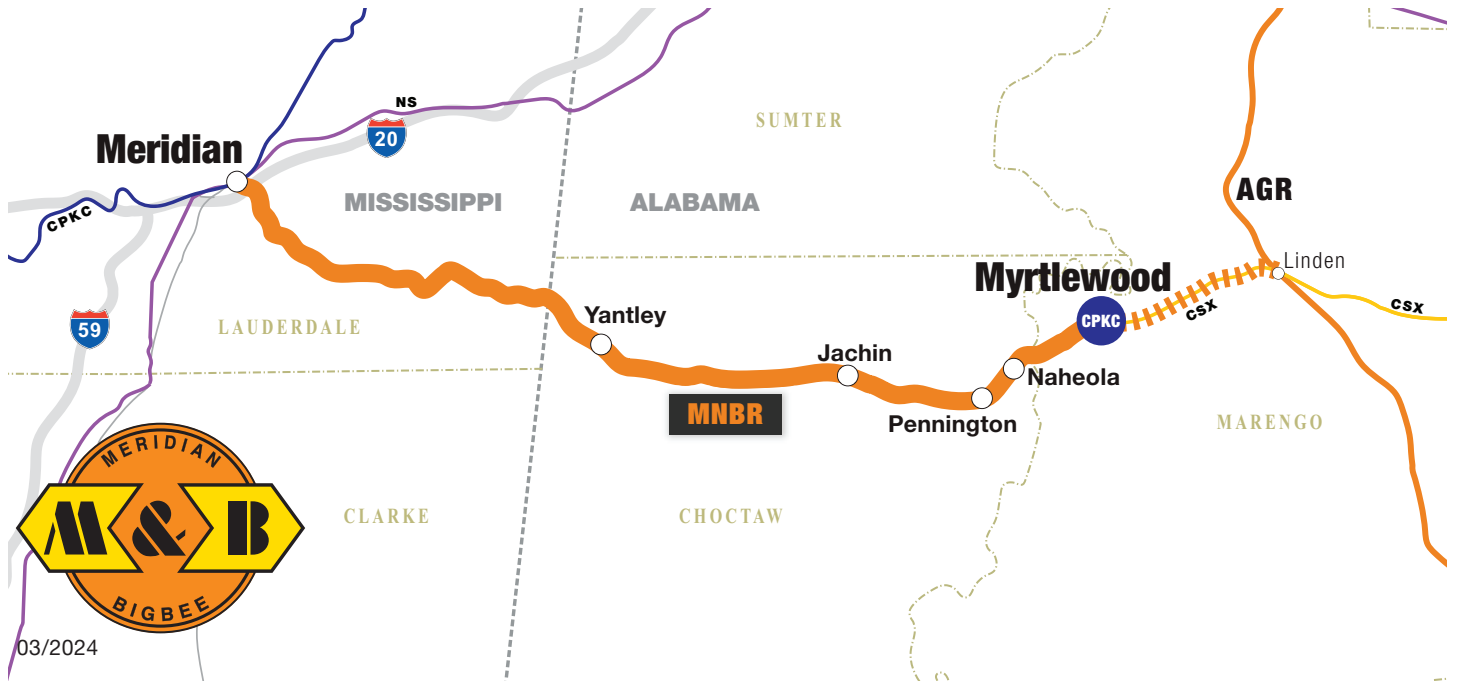 NS
SUMTER
20
Meridian
AGR
MISSISSIPPI
ALABAMA
CPKC
Linden
Myrtlewood
CSX
CSX
CPKC
Yantley
59
LAUDERDALE
Jachin
Naheola
MNBR
Pennington
MARENGO
MERIDIAN
M & B
BIGBEE
CLARKE
CHOCTAW
03/2024